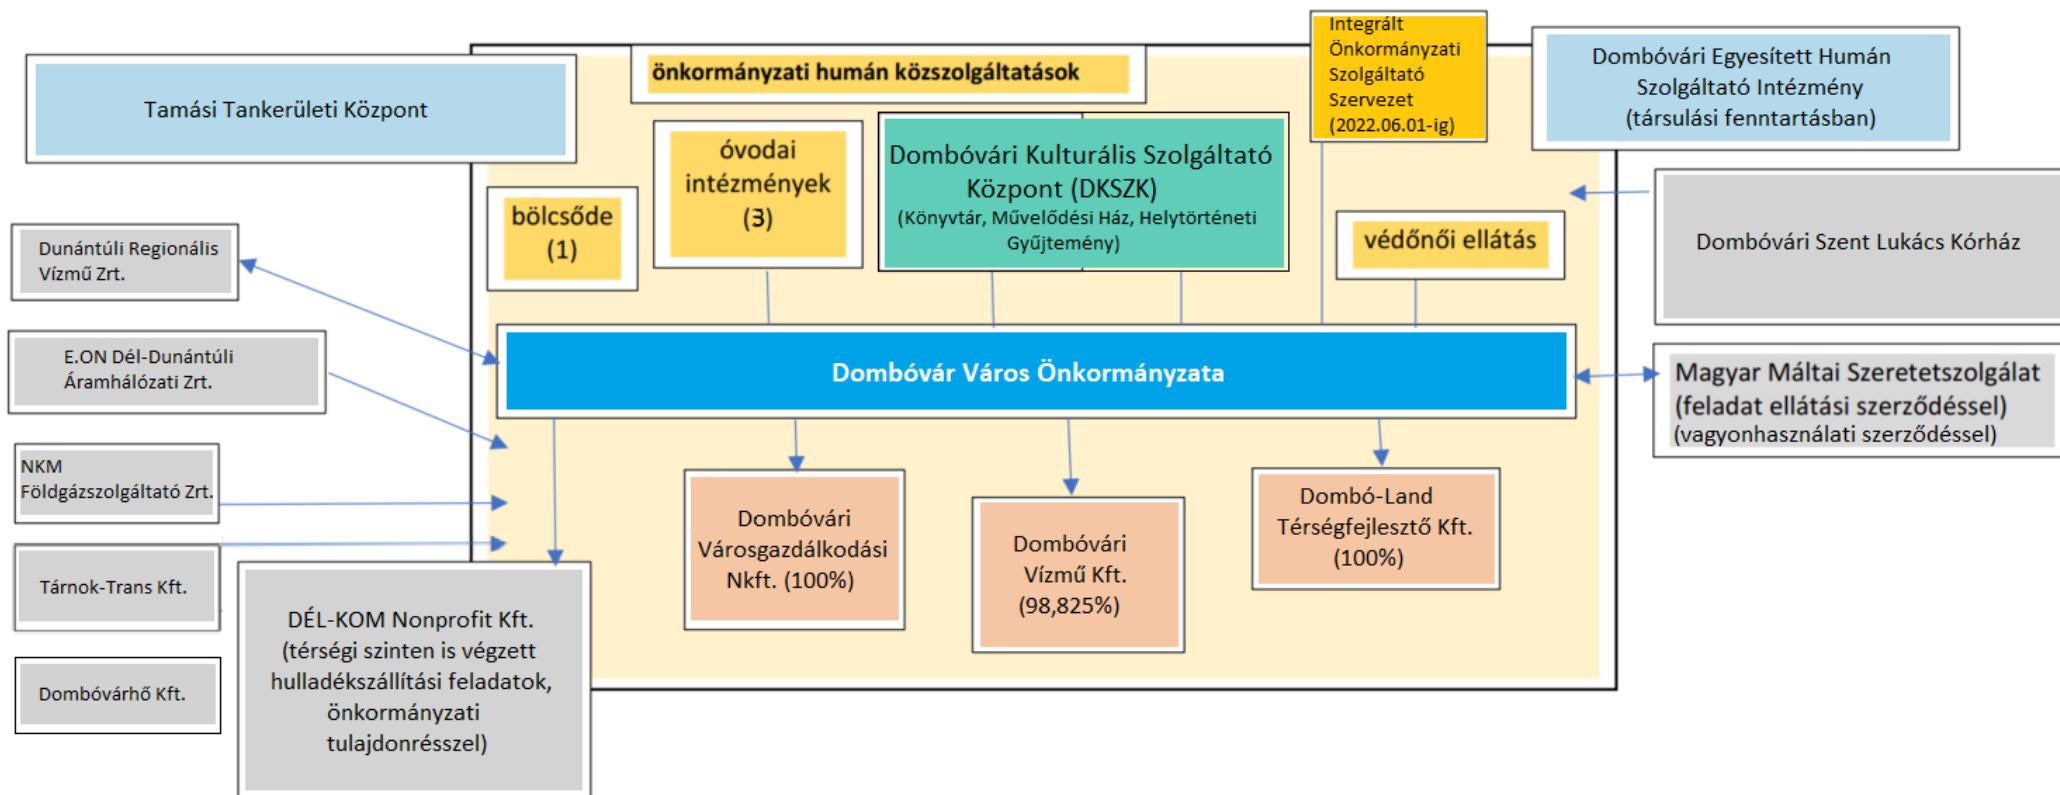 Tamási Tankerületi Központ
önkormányzati humán közszolgáltatások
Integrált
Önkormányzati
Szolgáltató
Szervezet
(2022.06.01-ig)
Dombóvári Egyesített Humán
Szolgáltató Intézmény
(társulási fenntartásban)
bölcsőde
(1)
óvodai
intézmények
(3)
Dombóvári Kulturális Szolgáltató
Központ (DKSZK)
(Könyvtár, Művelődési Ház, Helytörténeti
Gyűjtemény)
védőnői ellátás
Dombóvári Szent Lukács Kórház
Dunántúli Regionális
Vízmű Zrt.
E.ON Dél-Dunántúli
Áramhálózati Zrt.
Dombóvár Város Önkormányzata
Magyar Máltai Szeretetszolgálat
(feladat ellátási szerződéssel)
(vagyonhasználati szerződéssel)
NKM
Földgázszolgáltató Zrt.
Tárnok-Trans Kft.
Dombóvárhő Kft.
DÉL-KOM Nonprofit Kft.
(térségi szinten is végzett
hulladékszállítási feladatok,
önkormányzati
tulajdonrésszel)
Dombóvári
Városgazdálkodási
Nkft. (100%)
Dombóvári
Vízmű Kft.
(98,825%)
Dombó-Land
Térségfejlesztő Kft.
(100%)